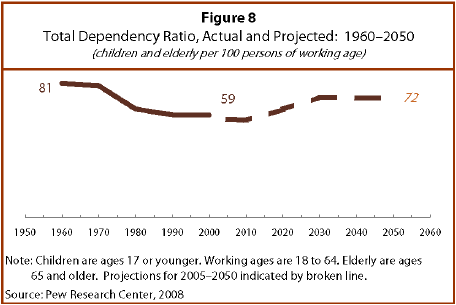 Figure 8
Total Dependency Ratio, Actual and Projected: 1960–2050
(children and elderly per 100 persons of working age)
81
59
72
1950 1960 1970 1980 1990 2000 2010 2020 2030 2040 2050 2060
Note: Children are ages 17 or younger. Working ages are 18 to 64. Elderly are ages
65 and older. Projections for 2005–2050 indicated by broken line.
Source: Pew Research Center, 2008